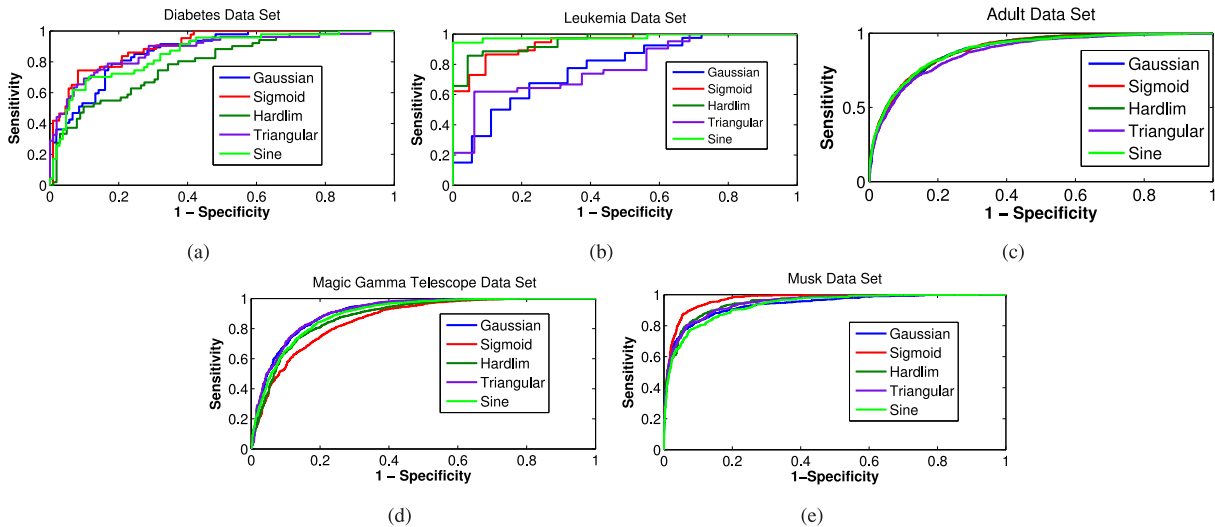 Diabetes Data Set
1
0.8
0.6
0.4
0.2
0
Sensitivity
Gaussian
Sigmoid
Hardlim
Triangular
Sine
0 0.2 0.4 0.6 0.8 1
1 – Specificity
(a)
Leukemia Data Set
1
0.8
0.6
0.4
0.2
0
Sensitivity
Gaussian
Sigmoid
Hardlim
Triangular
Sine
0 0.2 0.4 0.6 0.8 1
1 – Specificity
(b)
Adult Data Set
1
0.5
0
Sensitivity
Gaussian
Sigmoid
Hardlim
Triangular
Sine
0 0.2 0.4 0.6 0.8 1
1 – Specificity
(c)
Magic Gamma Telescope Data Set
1
0.8
0.6
0.4
0.2
0
Sensitivity
Gaussian
Sigmoid
Hardlim
Triangular
Sine
0 0.2 0.4 0.6 0.8 1
1 – Specificity
(d)
Musk Data Set
1
0.8
0.6
0.4
0.2
0
Sensitivity
Gaussian
Sigmoid
Hardlim
Triangular
Sine
0 0.2 0.4 0.6 0.8 1
1–Specificity
(e)